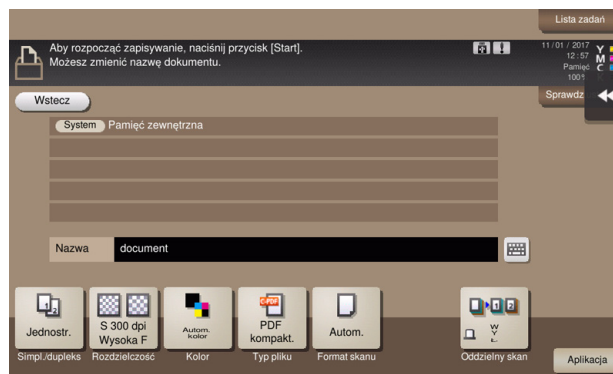 Lista zadań
Aby rozpocząć zapisywanie, naciśnij przycisk [Start].
Możesz zmienić nazwę dokumentu.
11/01 / 2017
12:57
Pamięć
100%
Y
M
C
Wstecz
Sprawdz
System Pamięć zewnętrzna
Nazwa document
Jednostr.
S 300 dpi
Wysoka F
Autom.
kolor
C-PDF
PDF
kompakt.
Autom.
WYŁ.
Simpl./dupleks Rozdzielczość Kolor Typ pliku Format skanu Oddzielny skan
Aplikacja